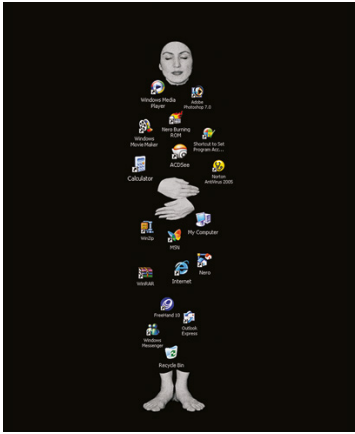 Windows Media
Player
Adobe
Photoshop 7.0
Windows
Movie Maker
Nero Burning
ROM
Shortcut to Set
Program Acc...
Calculator
ACDSee
Norton
AntiVirus 2005
WinZip
MSN
My Computer
WinRAR
Internet
Nero
FreeHand 10
Outlook
Express
Windows
Messenger
Recycle Bin